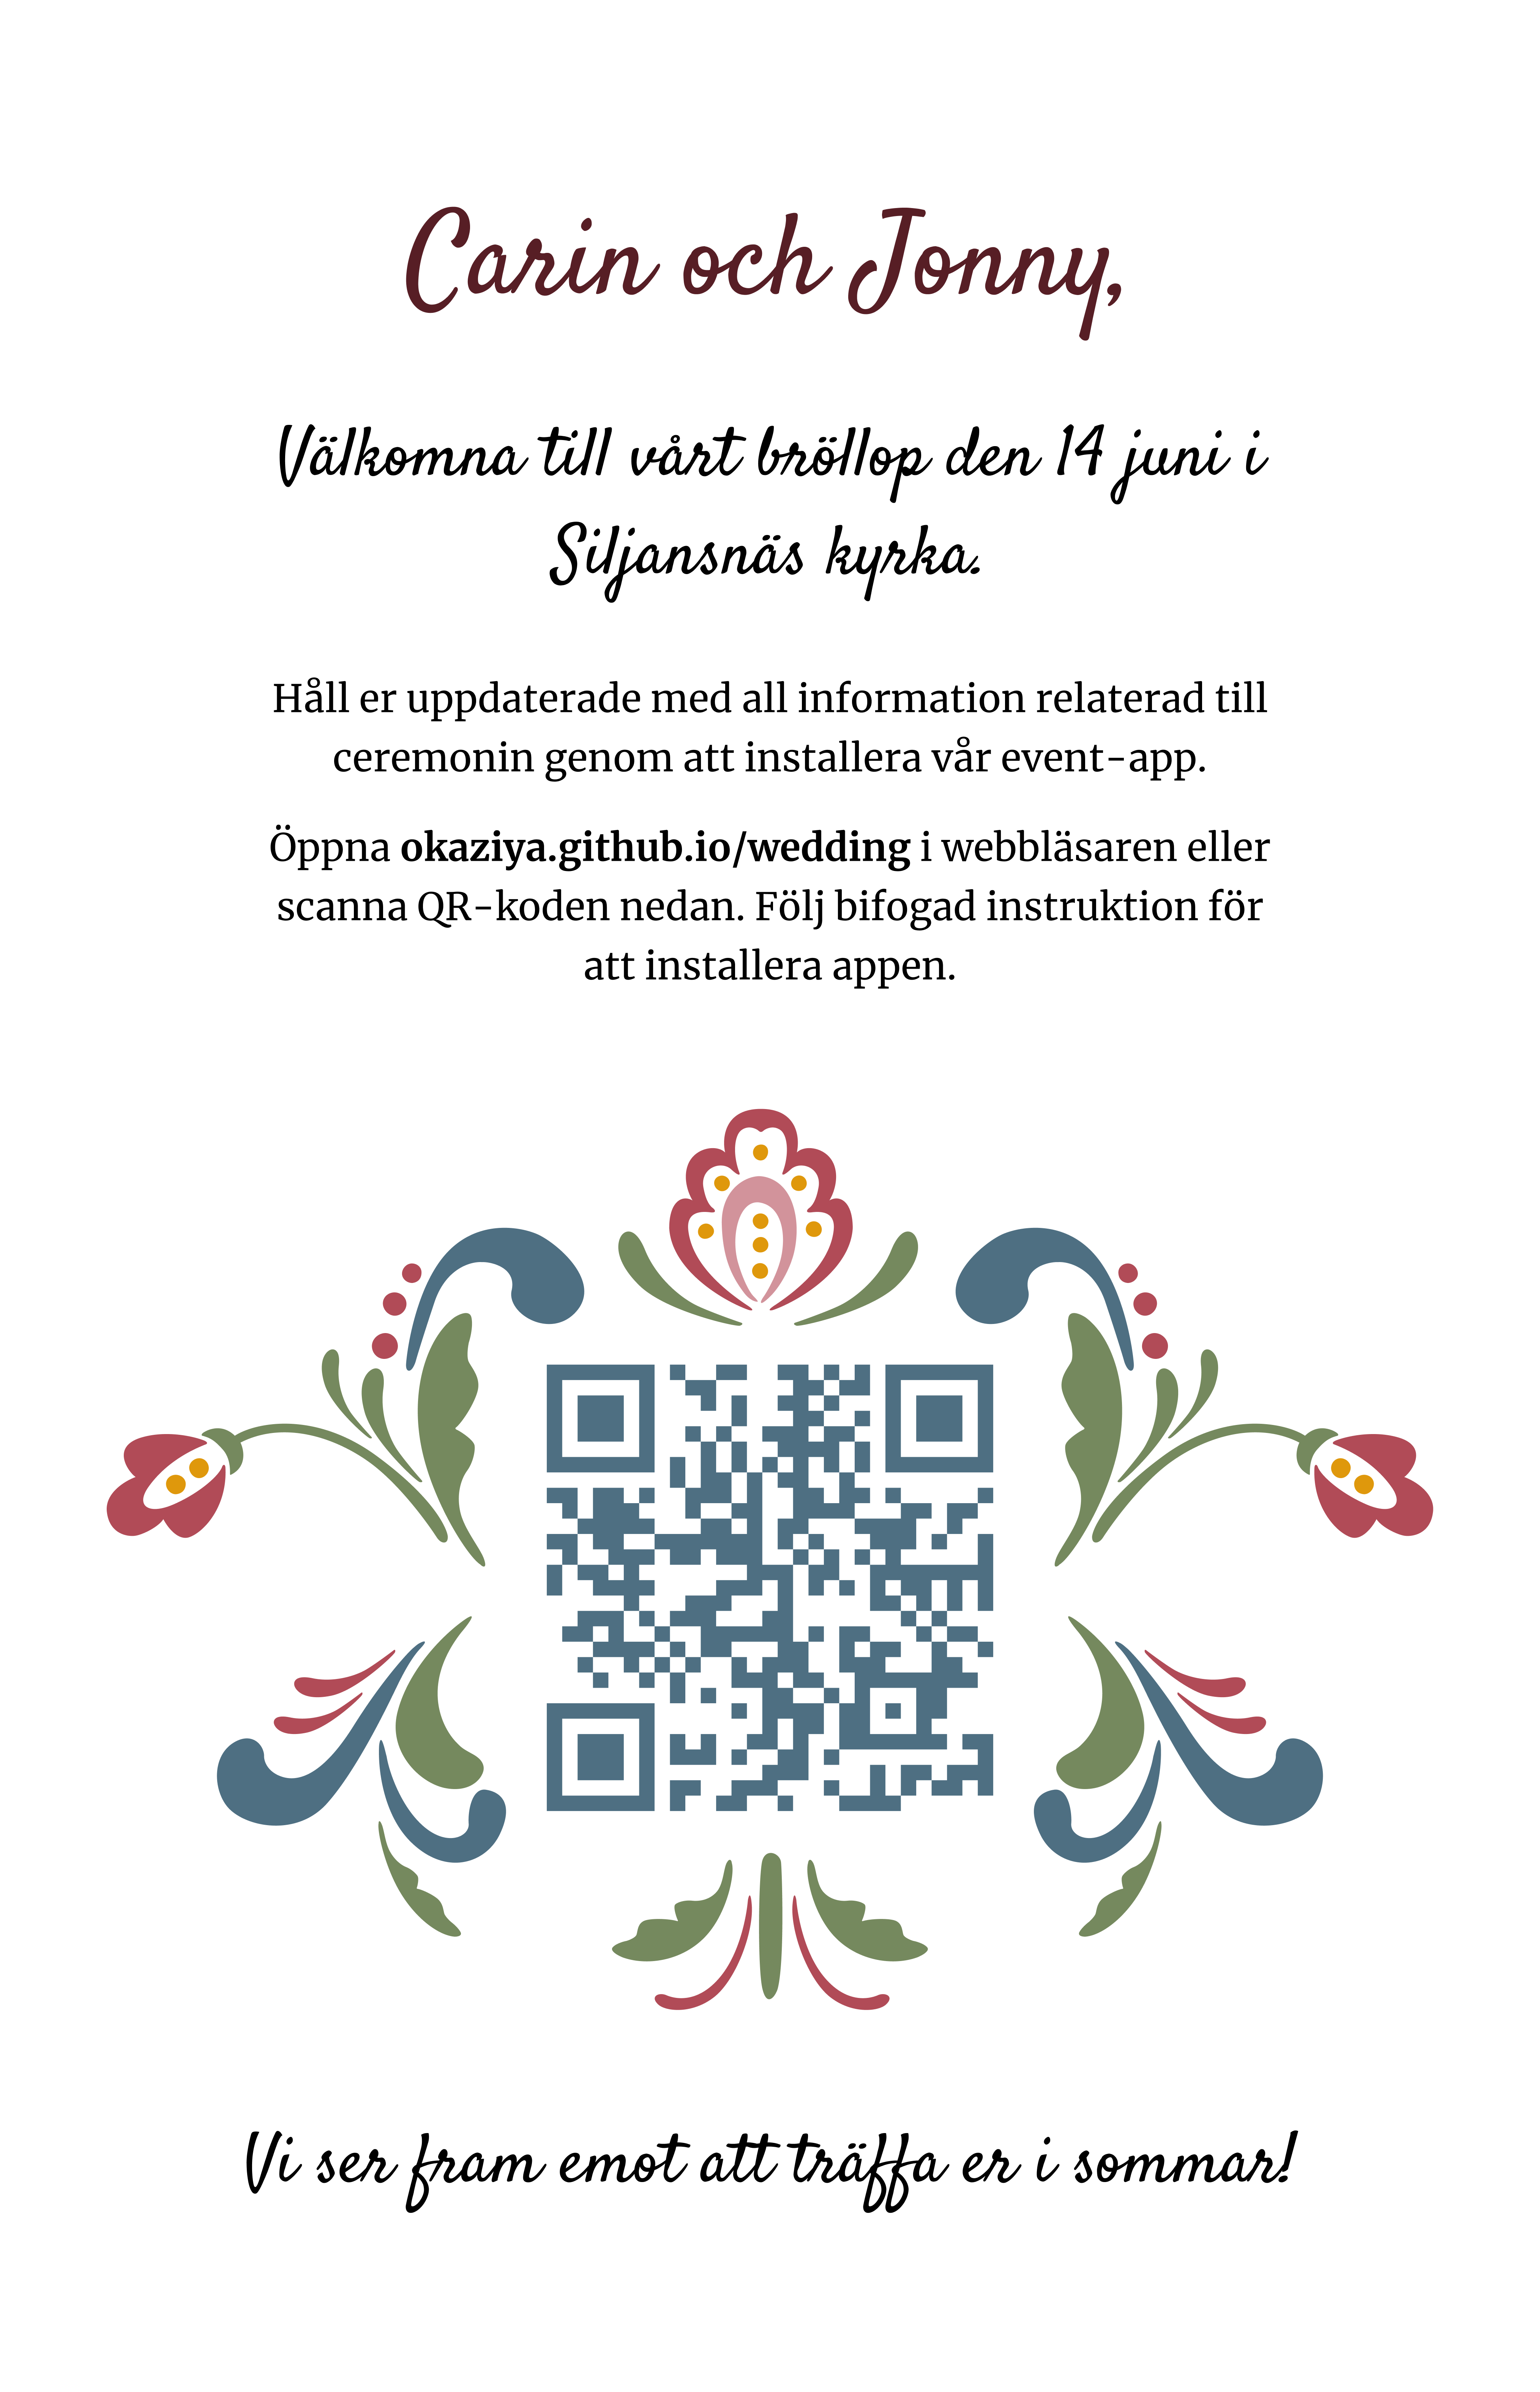 Carin och Jonny,
Välkomna till vårt bröllop den 14 juni i
Siljansnäs kyrka.
Håll er uppdaterade med all information relaterad till
ceremonin genom att installera vår event-app.
Öppna okaziya.github.io/wedding i webbläsaren eller
scanna QR-koden nedan. Följ bifogad instruktion för
att installera appen.
Vi ser fram emot att träffa er i sommar!